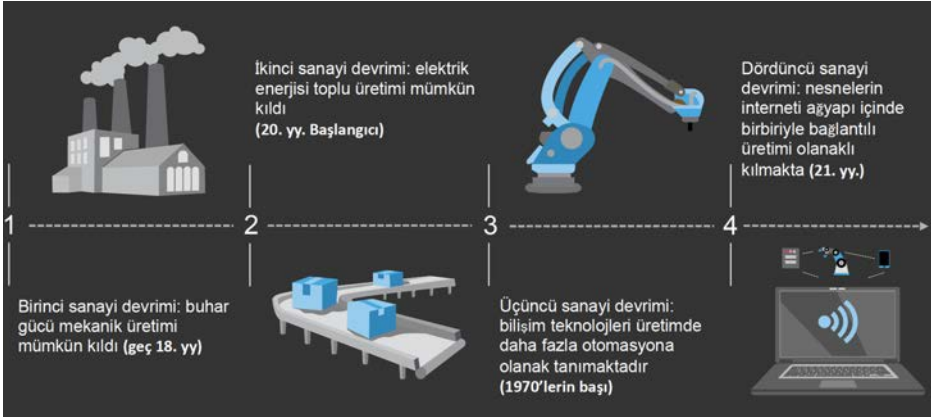 1
Birinci sanayi devrimi: buhar
gücü mekanik üretimi
mümkün kıldı (geç 18. yy)
2
İkinci sanayi devrimi: elektrik
enerjisi toplu üretimi mümkün
kıldı
(20. yy. Başlangıcı)
3
Üçüncü sanayi devrimi:
bilişim teknolojleri üretimde
daha fazla otomasyona
olanak tanımaktadır
(1970’lerin başı)
4
Dördüncü sanayi
devrimi: nesnelerin
interneti ağyapı içinde
birbiriyle bağlantılı
üretimi olanaklı
kılmakta (21. yy.)